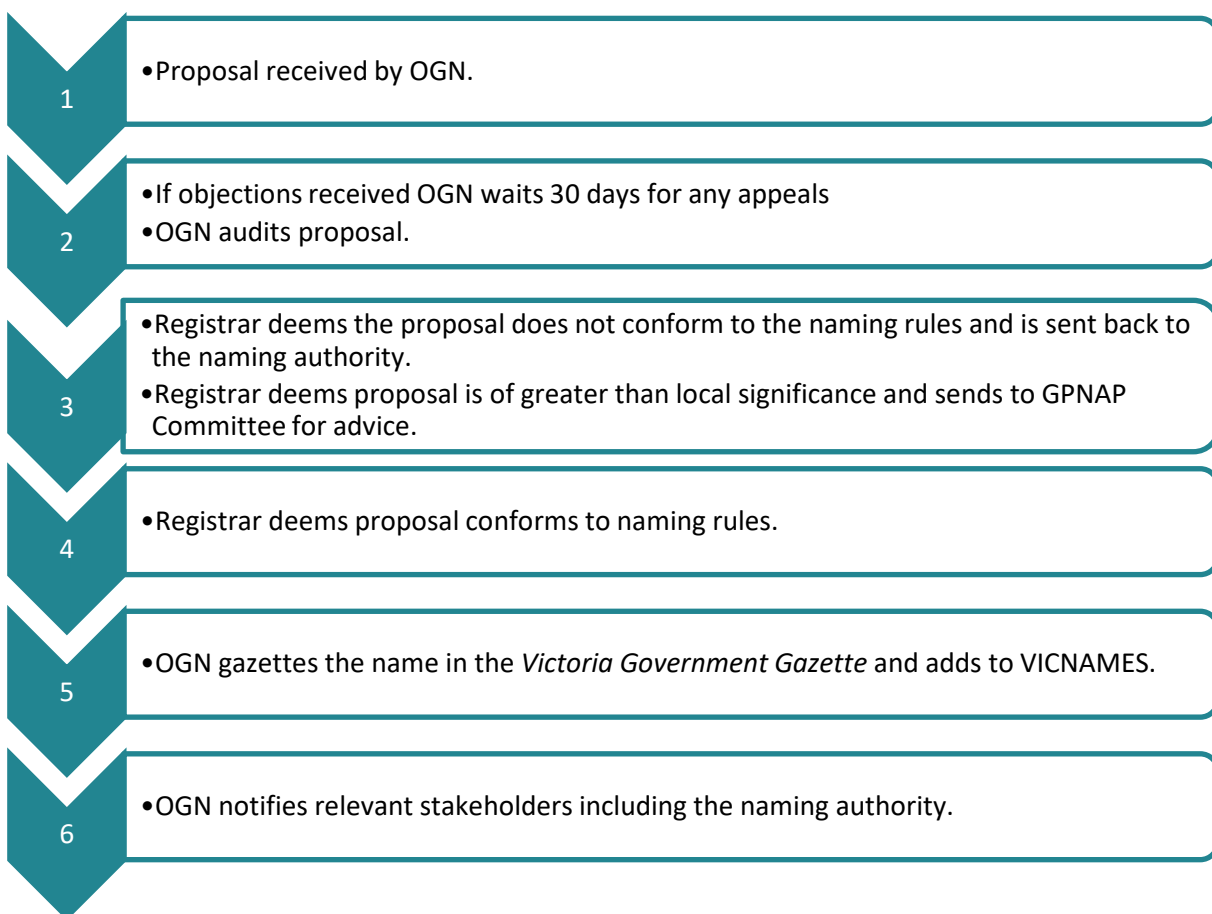 1
•Proposal received by OGN.
2
•If objections received OGN waits 30 days for any appeals
•OGN audits proposal.
3
•Registrar deems the proposal does not conform to the naming rules and is sent back to
the naming authority.
•Registrar deems proposal is of greater than local significance and sends to GPNAP
Committee for advice.
4
•Registrar deems proposal conforms to naming rules.
5
•OGN gazettes the name in the Victoria Government Gazette and adds to VICNAMES.
6
•OGN notifies relevant stakeholders including the naming authority.